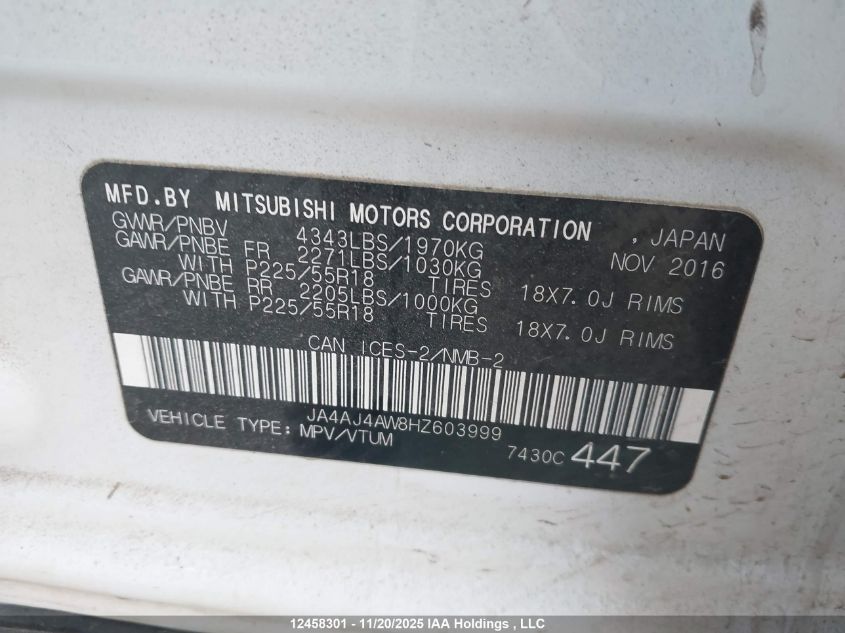 MFD.BY MITSUBISHI MOTORS CORPORATION , JAPAN
GVWR/PNBV 4343LBS/1970KG NOV 2016
GAWR/PNBE FR 2271LBS/1030KG
WITH P225/55R18 TIRES 18X7.0J RIMS
GAWR/PNBE RR 2205LBS/1000KG
WITH P225/55R18 TIRES 18X7.0J RIMS
CAN ICES-2/NMB-2
JA4AJ4AW8HZ603999
VEHICLE TYPE: MPV/VTUM 7430C 447
12458301 - 11/20/2025 IAA Holdings , LLC